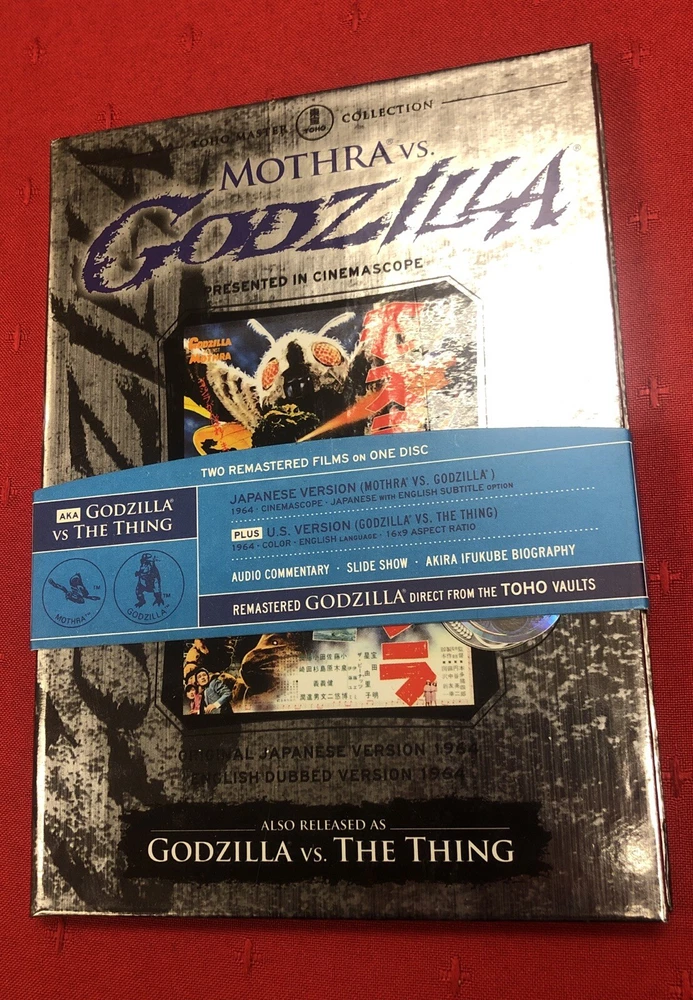 TOHO MASTER COLLECTION
TOHO
MOTHRA® VS.
GODZILLA®
PRESENTED IN CINEMASCOPE
GODZILLA
MOTHRA
TWO REMASTERED FILMS ON ONE DISC
AKA GODZILLA®
VS THE THING
JAPANESE VERSION (MOTHRA® VS. GODZILLA®)
1964 · CINEMASCOPE · JAPANESE WITH ENGLISH SUBTITLE OPTION
PLUS U.S. VERSION (GODZILLA® VS. THE THING)
1964 · COLOR · ENGLISH LANGUAGE · 16x9 ASPECT RATIO
AUDIO COMMENTARY · SLIDE SHOW · AKIRA IFUKUBE BIOGRAPHY
REMASTERED GODZILLA® DIRECT FROM THE TOHO VAULTS
MOTHRA™
GODZILLA™
ORIGINAL JAPANESE VERSION 1964
ENGLISH DUBBED VERSION 1964
ALSO RELEASED AS
GODZILLA VS. THE THING